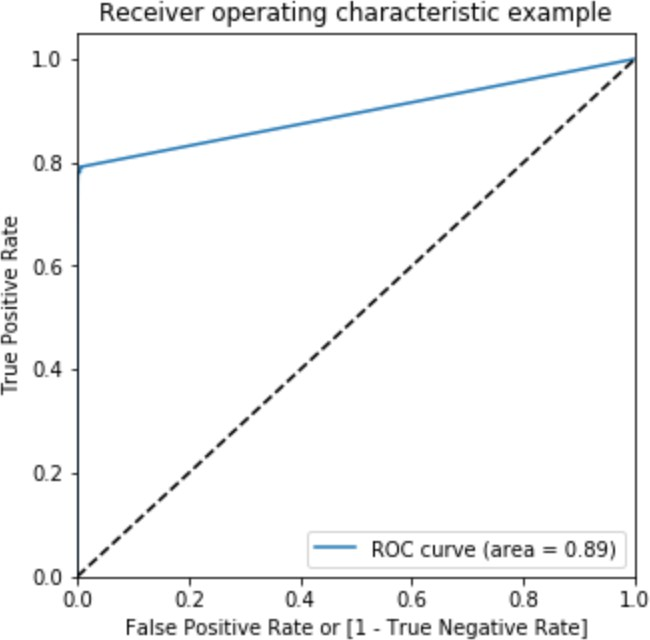 Receiver operating characteristic example
1.0
0.8
0.6
0.4
0.2
0.0
True Positive Rate
ROC curve (area = 0.89)
0.0 0.2 0.4 0.6 0.8 1.0
False Positive Rate or [1 - True Negative Rate]